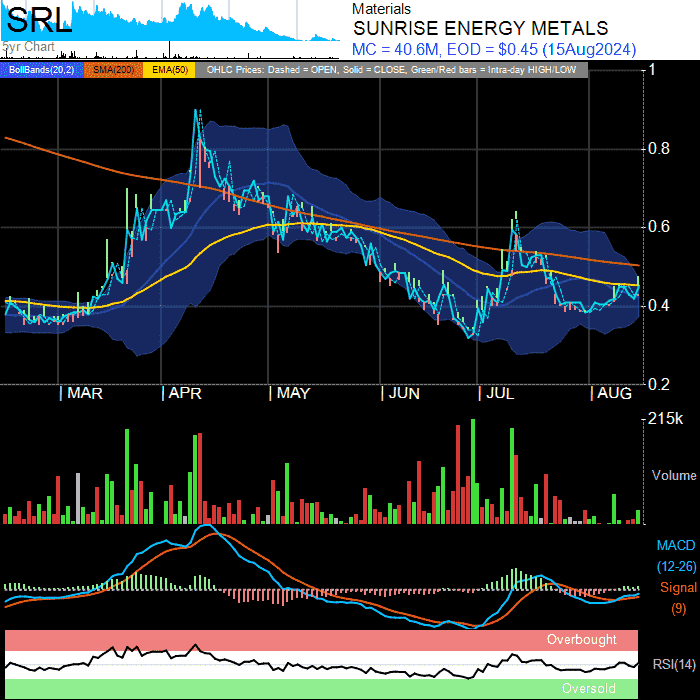 SRL
5yr Chart
Materials
SUNRISE ENERGY METALS
MC = 40.6M, EOD = $0.45 (15Aug2024)
BollBands(20,2) SMA(200) EMA(50) OHLC Prices: Dashed = OPEN, Solid = CLOSE, Green/Red bars = Intra-day HIGH/LOW
1
0.8
0.6
0.4
0.2
MAR APR MAY JUN JUL AUG
215k
Volume
MACD
(12-26)
Signal
(9)
Overbought
RSI(14)
Oversold